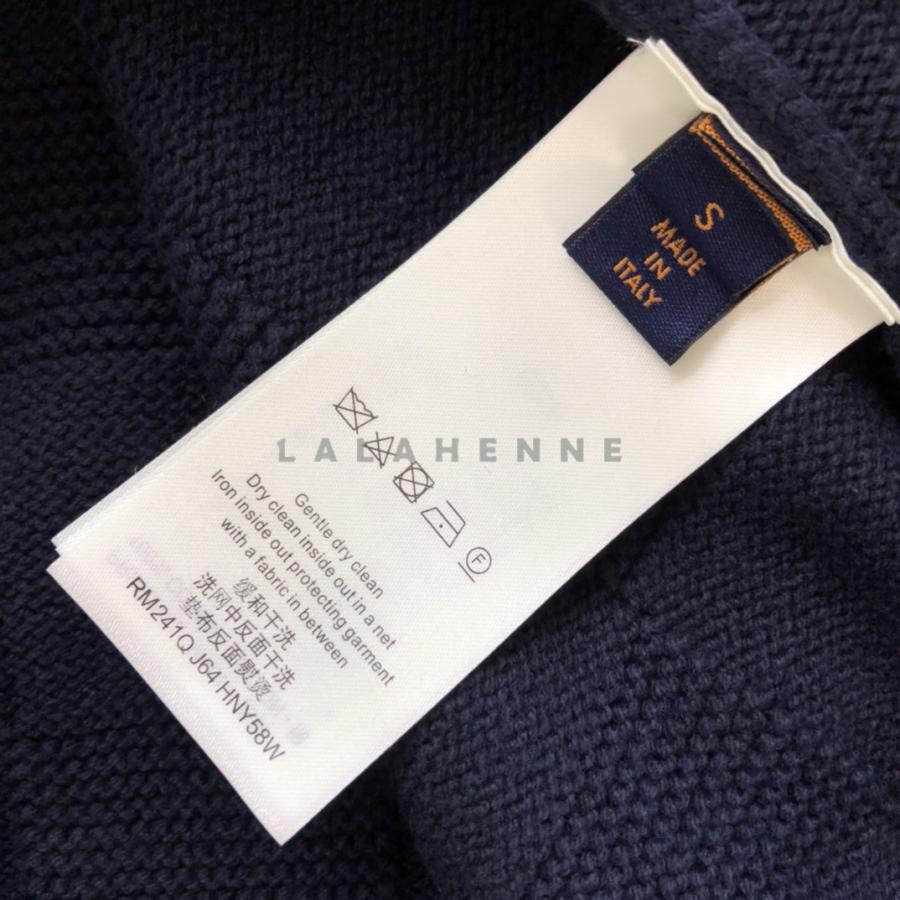 S
MADE
IN
ITALY
LALAHENNE
F
Gentle dry clean
Dry clean inside out in a net
Iron inside out protecting garment
with a fabric in between
缓和干洗
洗网中反面干洗
垫布反面熨烫
RM241Q J64 HNY58W